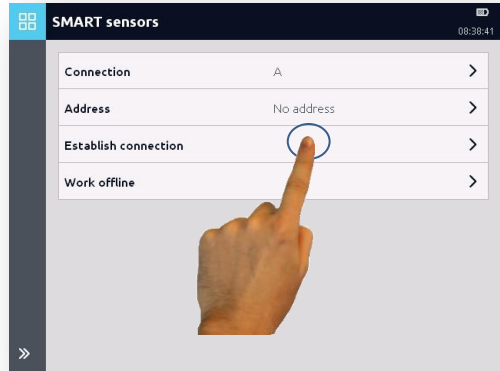 SMART sensors
08:38:41
Connection A
Address No address
Establish connection
Work offline